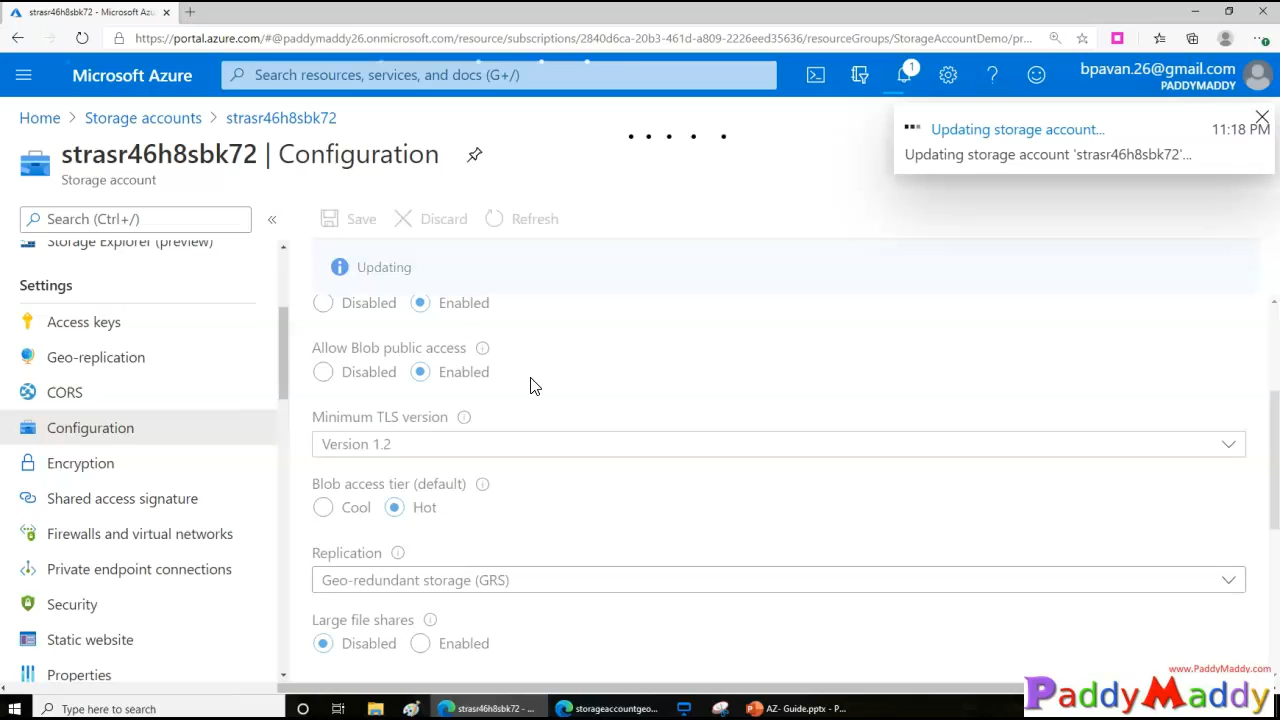 strasr46h8sbk72 - Microsoft Azu
https://portal.azure.com/#@paddymaddy26.onmicrosoft.com/resource/subscriptions/2840d6ca-20b3-461d-a809-2226eed35636/resourceGroups/StorageAccountDemo/pr...
Microsoft Azure
Search resources, services, and docs (G+/)
1
bpavan.26@gmail.com
PADDYMADDY
Home > Storage accounts > strasr46h8sbk72
Updating storage account...
11:18 PM
Updating storage account 'strasr46h8sbk72'...
strasr46h8sbk72 | Configuration
Storage account
Search (Ctrl+/)
«
Save
Discard
Refresh
Storage Explorer (preview)
Settings
Access keys
Geo-replication
CORS
Configuration
Encryption
Shared access signature
Firewalls and virtual networks
Private endpoint connections
Security
Static website
Properties
Updating
Disabled Enabled
Allow Blob public access
Disabled Enabled
Minimum TLS version
Version 1.2
Blob access tier (default)
Cool Hot
Replication
Geo-redundant storage (GRS)
Large file shares
Disabled Enabled
www.PaddyMaddy.com
PaddyMaddy
Type here to search
strasr46h8sbk72 - ...
storageaccountgeo...
AZ- Guide.pptx - P...